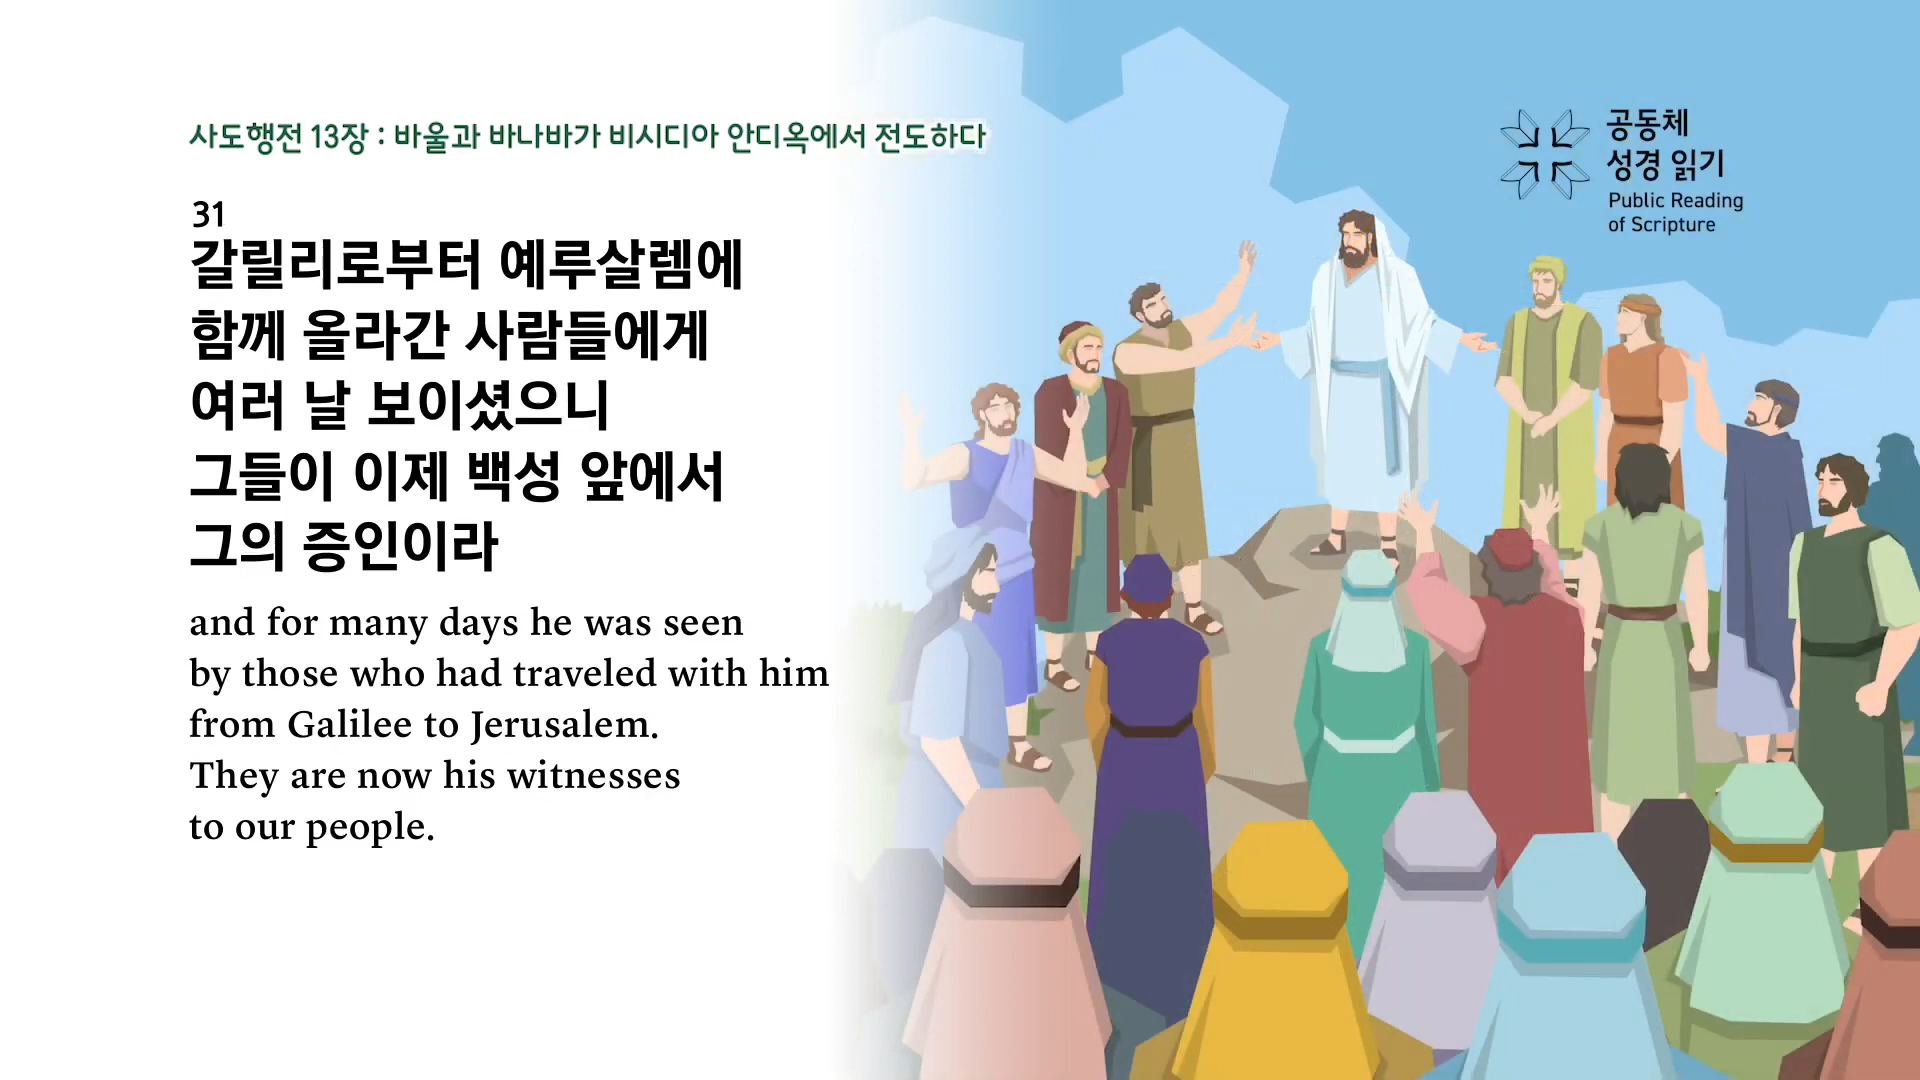 사도행전 13장 : 바울과 바나바가 비시디아 안디옥에서 전도하다
31
갈릴리로부터 예루살렘에
함께 올라간 사람들에게
여러 날 보이셨으니
그들이 이제 백성 앞에서
그의 증인이라
and for many days he was seen
by those who had traveled with him
from Galilee to Jerusalem.
They are now his witnesses
to our people.
공동체
성경 읽기
Public Reading
of Scripture